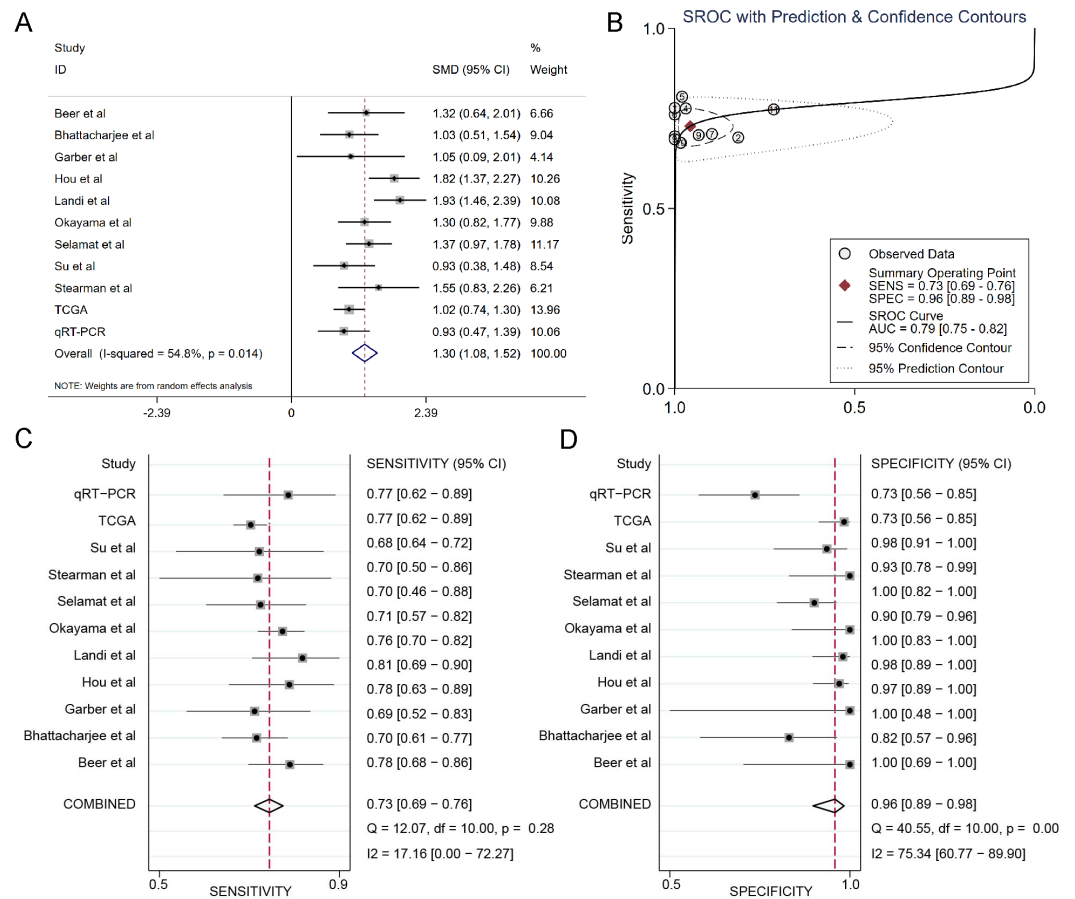 A
Study %
ID SMD (95% CI) Weight
Beer et al 1.32 (0.64, 2.01) 6.66
Bhattacharjee et al 1.03 (0.51, 1.54) 9.04
Garber et al 1.05 (0.09, 2.01) 4.14
Hou et al 1.82 (1.37, 2.27) 10.26
Landi et al 1.93 (1.46, 2.39) 10.08
Okayama et al 1.30 (0.82, 1.77) 9.88
Selamat et al 1.37 (0.97, 1.78) 11.17
Su et al 0.93 (0.38, 1.48) 8.54
Stearman et al 1.55 (0.83, 2.26) 6.21
TCGA 1.02 (0.74, 1.30) 13.96
qRT-PCR 0.93 (0.47, 1.39) 10.06
Overall (I-squared = 54.8%, p = 0.014) 1.30 (1.08, 1.52) 100.00
NOTE: Weights are from random effects analysis
-2.39 0 2.39
B
SROC with Prediction & Confidence Contours
1.0
0.5
0.0
Sensitivity
5
4
11
9
7
2
Observed Data
Summary Operating Point
SENS = 0.73 [0.69 - 0.76]
SPEC = 0.96 [0.89 - 0.98]
SROC Curve
AUC = 0.79 [0.75 - 0.82]
95% Confidence Contour
95% Prediction Contour
1.0 0.5 0.0
C
Study SENSITIVITY (95% CI)
qRT−PCR 0.77 [0.62 − 0.89]
TCGA 0.77 [0.62 − 0.89]
Su et al 0.68 [0.64 − 0.72]
Stearman et al 0.70 [0.50 − 0.86]
Selamat et al 0.70 [0.46 − 0.88]
Okayama et al 0.71 [0.57 − 0.82]
Landi et al 0.76 [0.70 − 0.82]
Hou et al 0.81 [0.69 − 0.90]
Garber et al 0.78 [0.63 − 0.89]
Bhattacharjee et al 0.69 [0.52 − 0.83]
0.70 [0.61 − 0.77]
Beer et al 0.78 [0.68 − 0.86]
COMBINED 0.73 [0.69 − 0.76]
Q = 12.07, df = 10.00, p = 0.28
I2 = 17.16 [0.00 − 72.27]
0.5 0.9
SENSITIVITY
D
Study SPECIFICITY (95% CI)
qRT−PCR 0.73 [0.56 − 0.85]
TCGA 0.73 [0.56 − 0.85]
Su et al 0.98 [0.91 − 1.00]
Stearman et al 0.93 [0.78 − 0.99]
1.00 [0.82 − 1.00]
Selamat et al 0.90 [0.79 − 0.96]
Okayama et al 1.00 [0.83 − 1.00]
Landi et al 0.98 [0.89 − 1.00]
Hou et al 0.97 [0.89 − 1.00]
Garber et al 1.00 [0.48 − 1.00]
Bhattacharjee et al 0.82 [0.57 − 0.96]
Beer et al 1.00 [0.69 − 1.00]
COMBINED 0.96 [0.89 − 0.98]
Q = 40.55, df = 10.00, p = 0.00
I2 = 75.34 [60.77 − 89.90]
0.5 1.0
SPECIFICITY